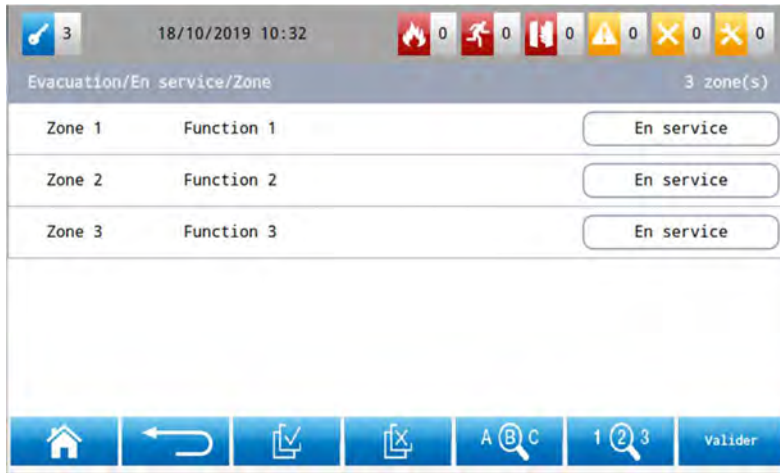 3 18/10/2019 10:32 0 0 0 0 0 0
Evacuation/En service/Zone 3 zone(s)
Zone 1 Function 1 En service
Zone 2 Function 2 En service
Zone 3 Function 3 En service
A B C 1 2 3 Valider